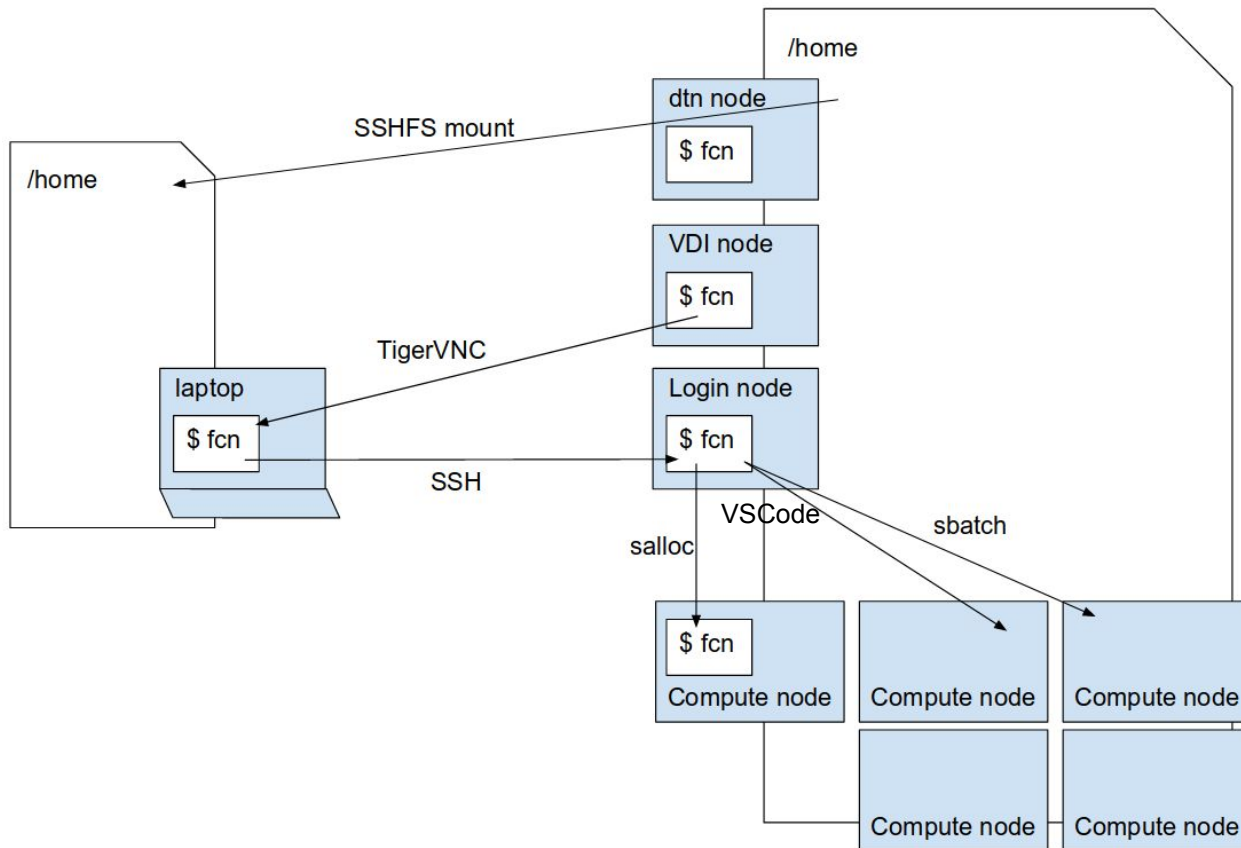 /home
dtn node
$ fcn
SSHFS mount
/home
VDI node
$ fcn
TigerVNC
laptop
$ fcn
SSH
Login node
$ fcn
VSCode
sbatch
salloc
$ fcn
Compute node
Compute node
Compute node
Compute node
Compute node